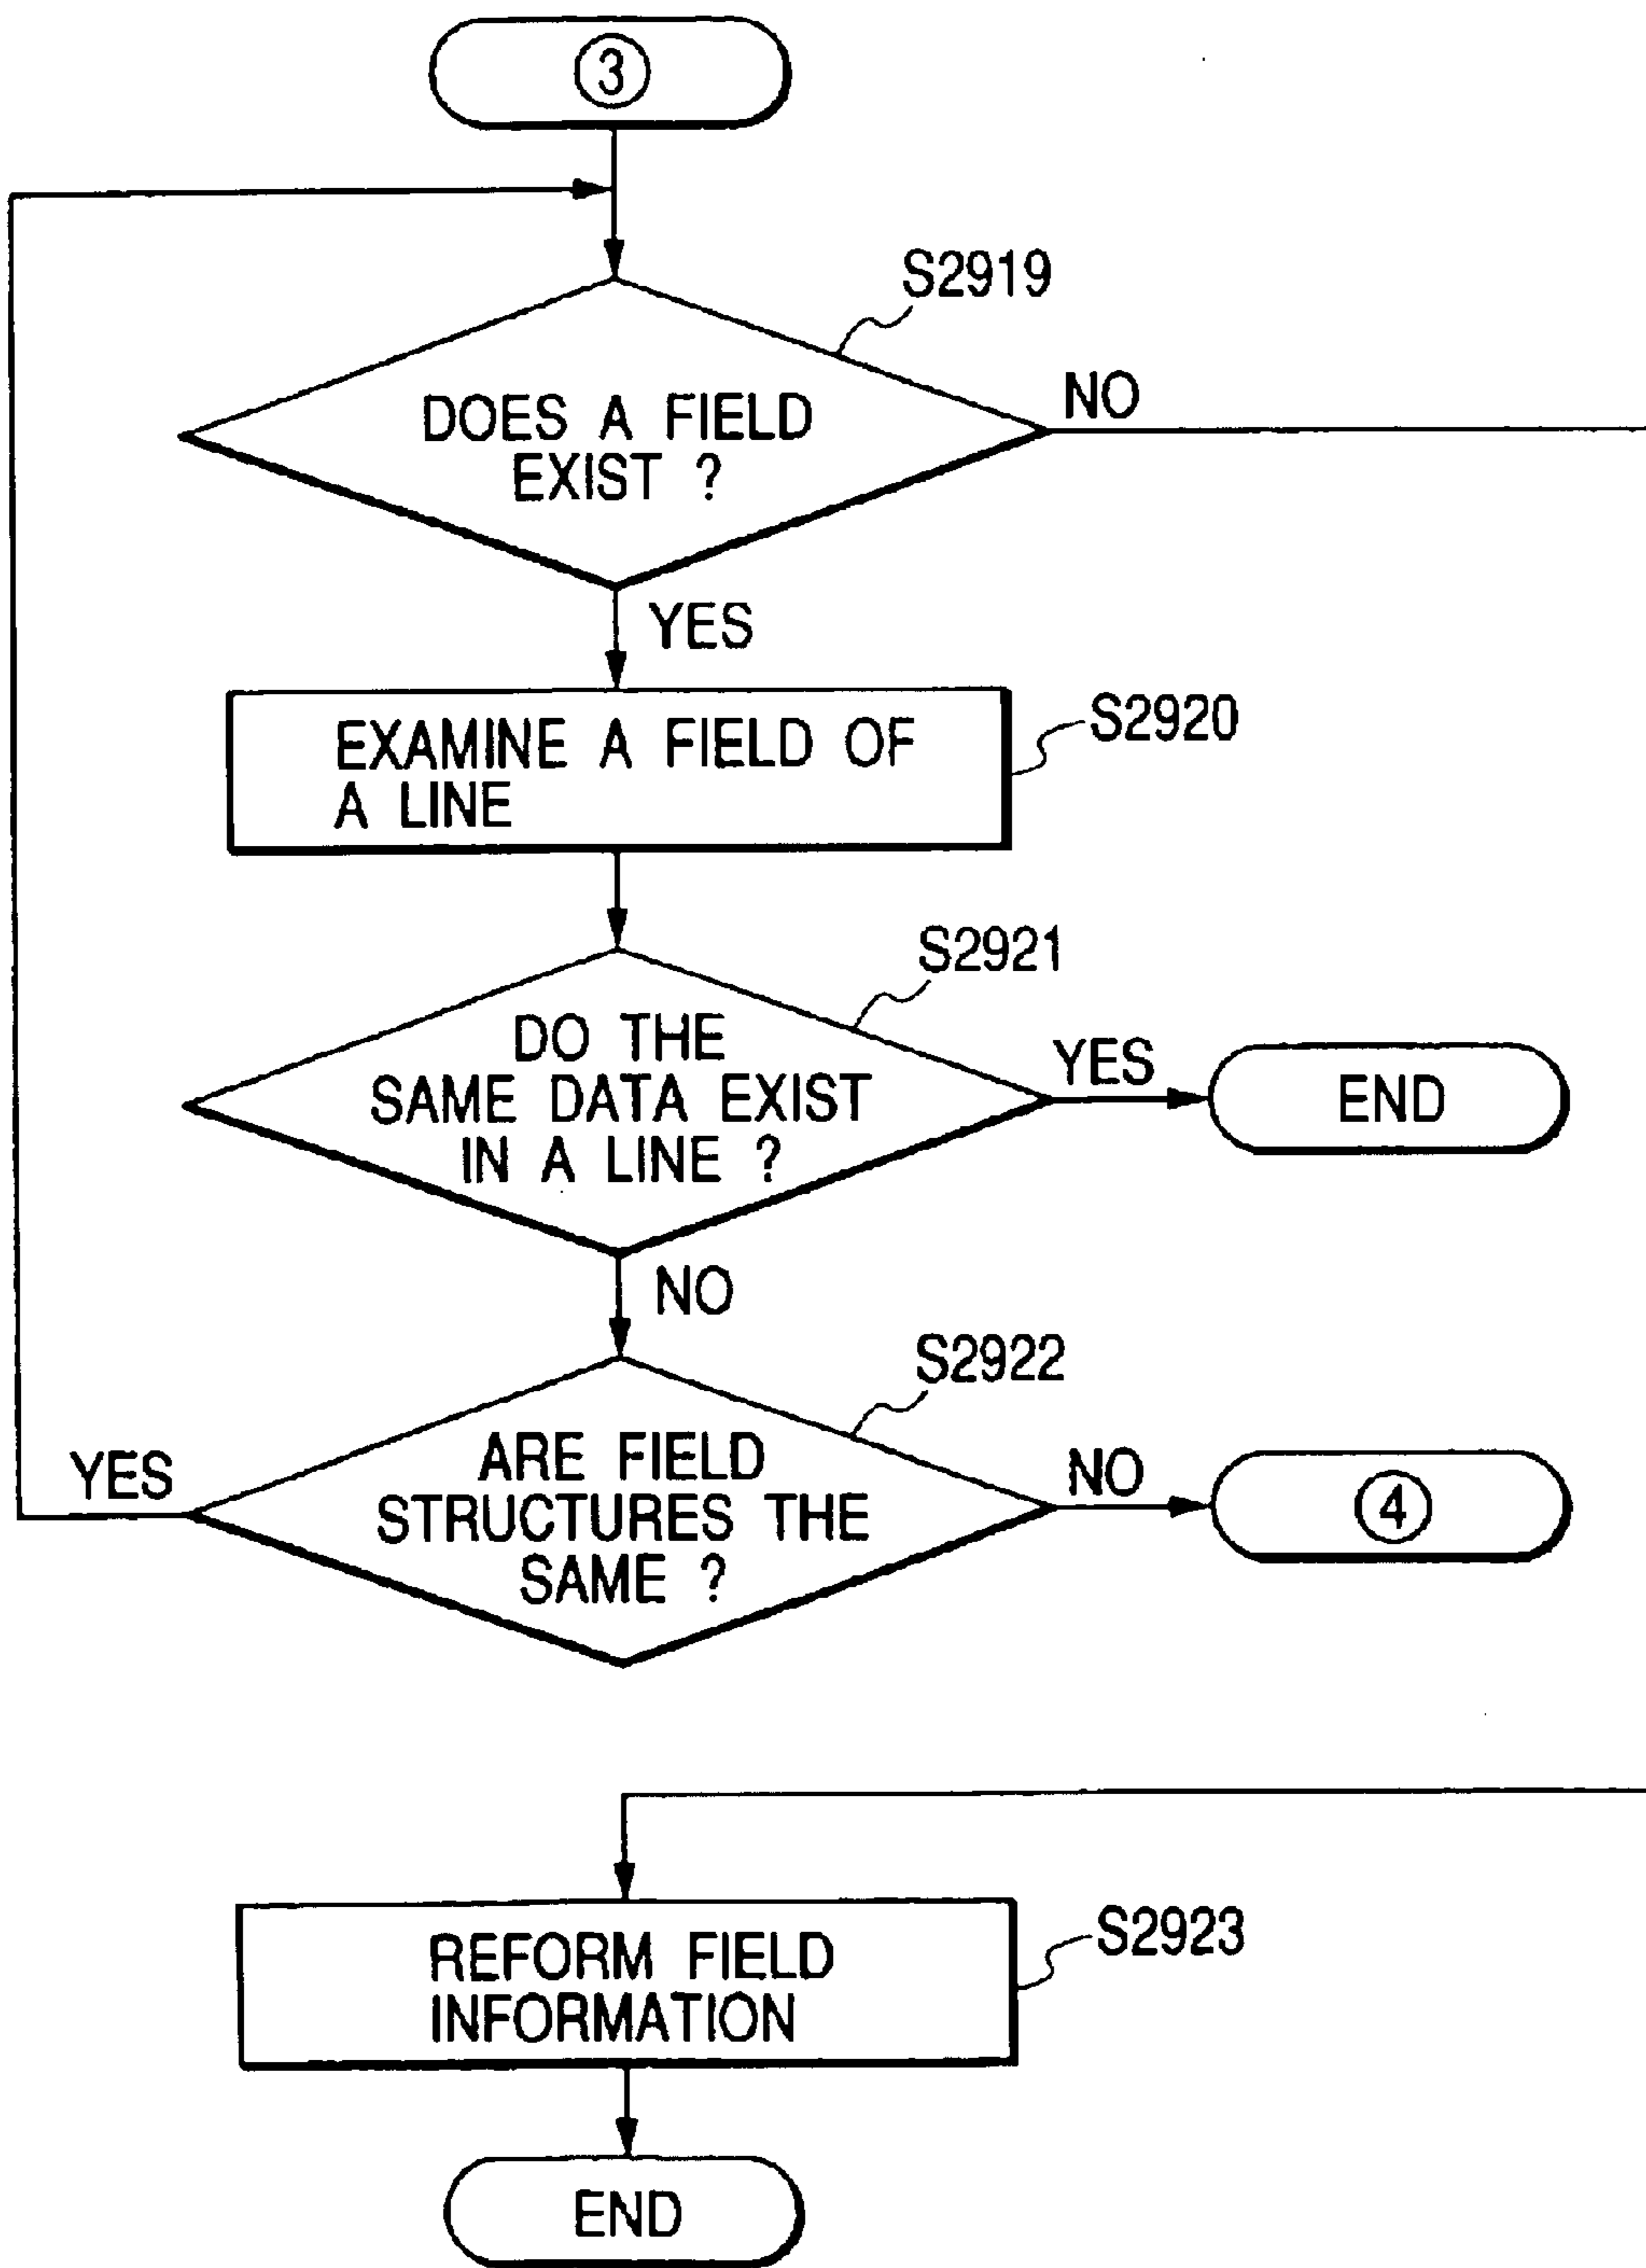 ③
S2919
DOES A FIELD
EXIST ?
NO
YES
EXAMINE A FIELD OF
A LINE
S2920
S2921
DO THE
SAME DATA EXIST
IN A LINE ?
YES
END
NO
S2922
ARE FIELD
STRUCTURES THE
SAME ?
YES
NO
④
REFORM FIELD
INFORMATION
S2923
END